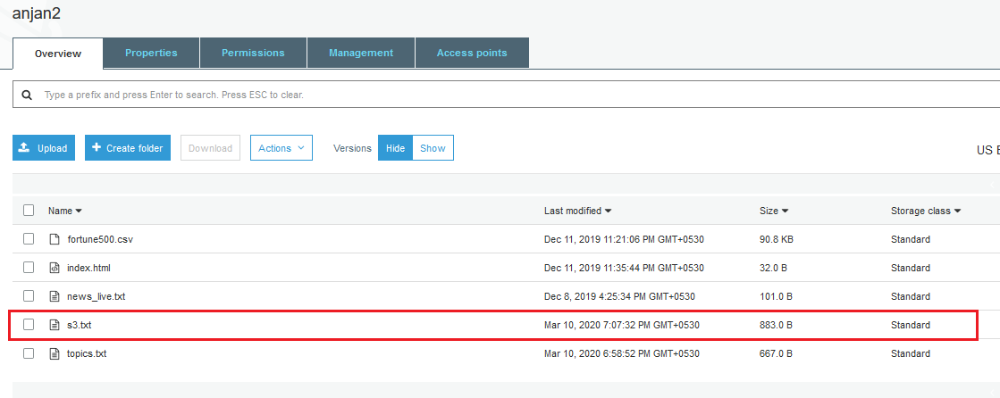 anjan2
Overview Properties Permissions Management Access points
Type a prefix and press Enter to search. Press ESC to clear.
Upload Create folder Download Actions Versions Hide Show
US E
Name Last modified Size Storage class
fortune500.csv Dec 11, 2019 11:21:06 PM GMT+0530 90.8 KB Standard
index.html Dec 11, 2019 11:35:44 PM GMT+0530 32.0 B Standard
news_live.txt Dec 8, 2019 4:25:34 PM GMT+0530 101.0 B Standard
s3.txt Mar 10, 2020 7:07:32 PM GMT+0530 883.0 B Standard
topics.txt Mar 10, 2020 6:58:52 PM GMT+0530 667.0 B Standard